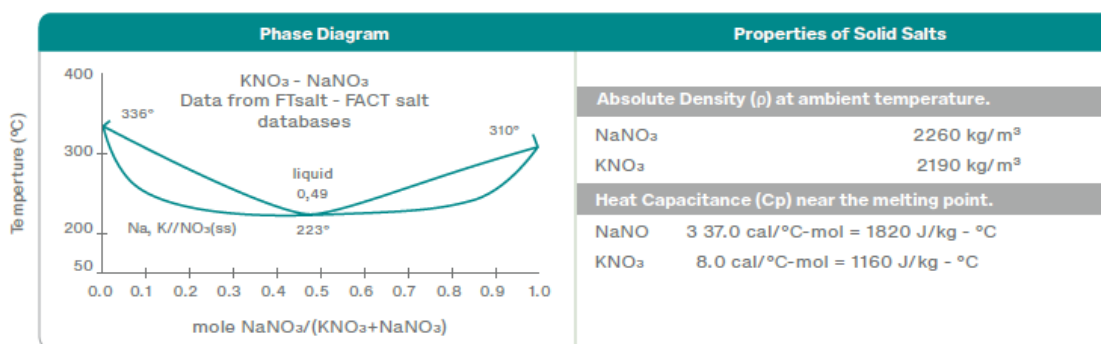 Phase Diagram
Properties of Solid Salts
400
KNO₃ - NaNO₃
Data from FTsalt - FACT salt
databases
336°
310°
300
liquid
0,49
200
Na, K//NO₃(ss)
223°
50
0.0 0.1 0.2 0.3 0.4 0.5 0.6 0.7 0.8 0.9 1.0
mole NaNO₃/(KNO₃+NaNO₃)
Temperture (ºC)
Absolute Density (ρ) at ambient temperature.
NaNO₃ 2260 kg/m³
KNO₃ 2190 kg/m³
Heat Capacitance (Cp) near the melting point.
NaNO 3 37.0 cal/°C-mol = 1820 J/kg - °C
KNO₃ 8.0 cal/°C-mol = 1160 J/kg - °C